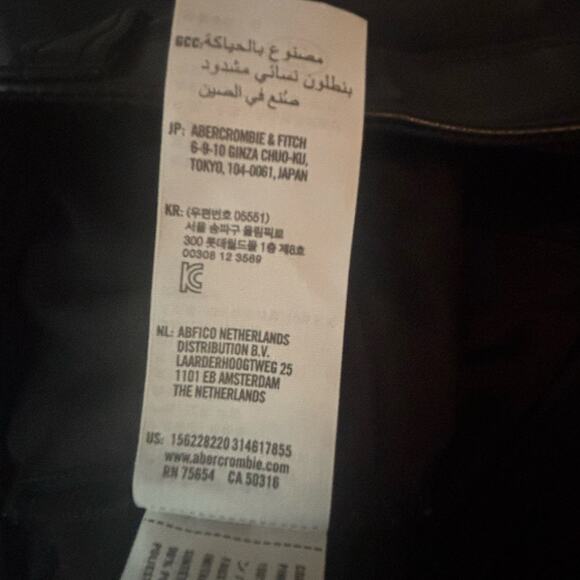 GCC: مصنوع بالحياكة
بنطلون نسائي مشدود
صُنع في الصين
JP: ABERCROMBIE & FITCH
6-9-10 GINZA CHUO-KU,
TOKYO, 104-0061, JAPAN
KR: (우편번호 05551)
서울 송파구 올림픽로
300 롯데월드몰 1층 제8호
00308 12 3569
KC
NL: ABFICO NETHERLANDS
DISTRIBUTION B.V.
LAARDERHOOGTWEG 25
1101 EB AMSTERDAM
THE NETHERLANDS
US: 156228220 314617855
www.abercrombie.com
RN 75654 CA 50316